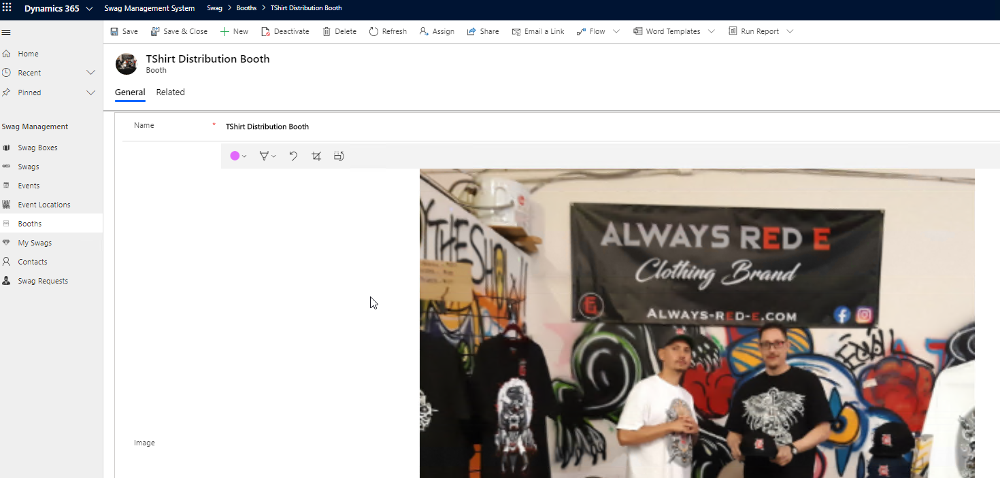 Dynamics 365 Swag Management System Swag > Booths > TShirt Distribution Booth
Save Save & Close New Deactivate Delete Refresh Assign Share Email a Link Flow Word Templates Run Report
Home
Recent
Pinned
Swag Management
Swag Boxes
Swags
Events
Event Locations
Booths
My Swags
Contacts
Swag Requests
TShirt Distribution Booth
Booth
General Related
Name * TShirt Distribution Booth
Image
THESHOW
ALWAYS RED E
Clothing Brand
ALWAYS-RED-E.COM